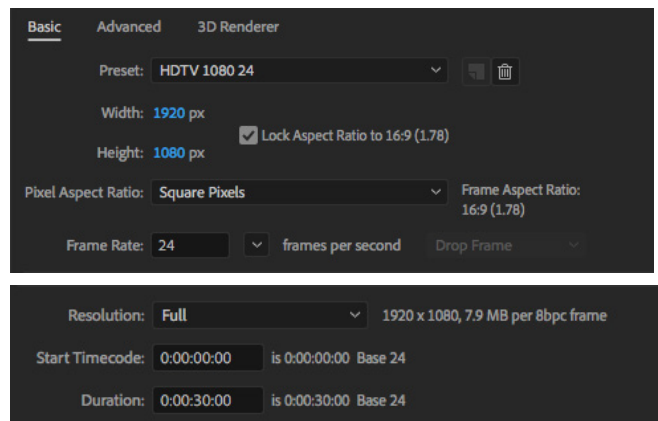 Basic Advanced 3D Renderer
Preset: HDTV 1080 24
Width: 1920 px
Lock Aspect Ratio to 16:9 (1.78)
Height: 1080 px
Pixel Aspect Ratio: Square Pixels Frame Aspect Ratio:
16:9 (1.78)
Frame Rate: 24 frames per second Drop Frame
Resolution: Full 1920 x 1080, 7.9 MB per 8bpc frame
Start Timecode: 0:00:00:00 is 0:00:00:00 Base 24
Duration: 0:00:30:00 is 0:00:30:00 Base 24